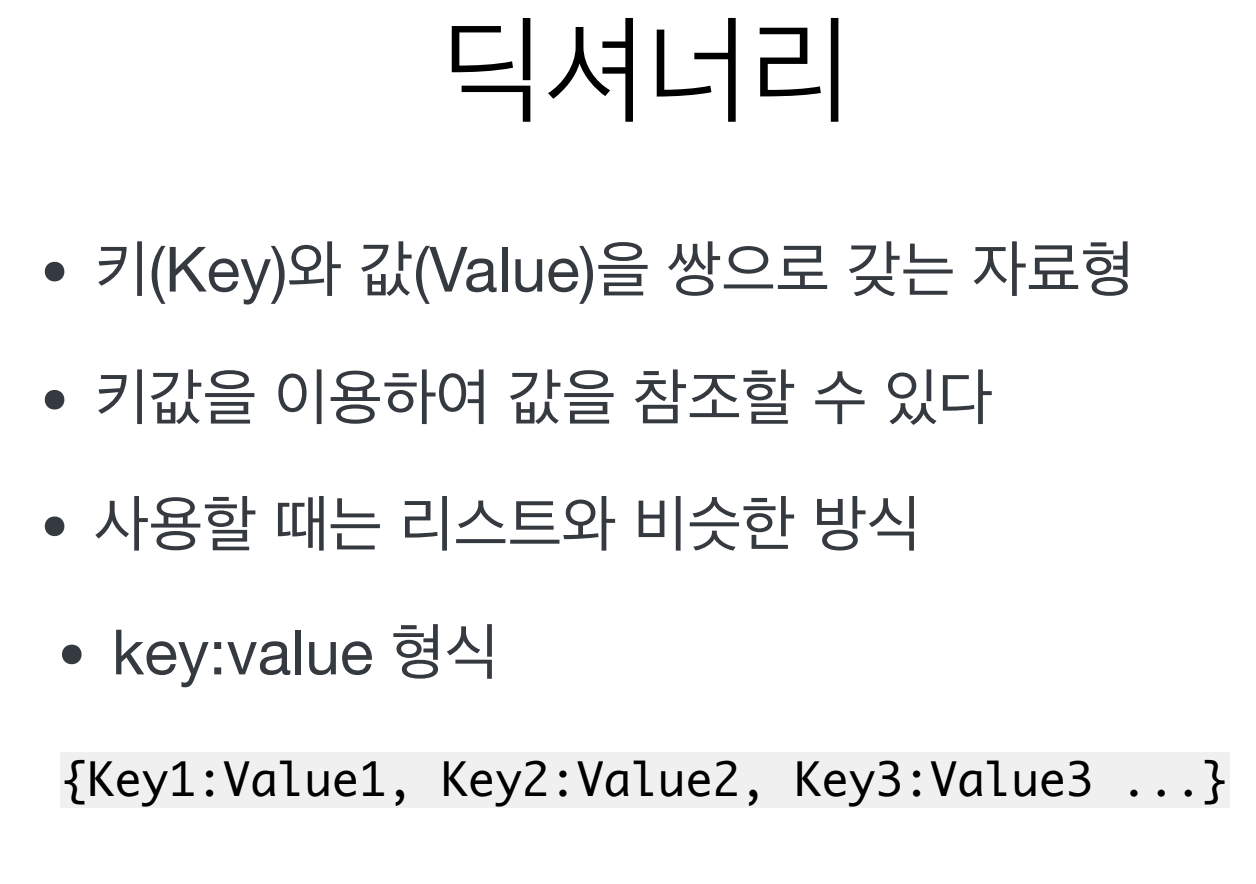 딕셔너리
• 키(Key)와 값(Value)을 쌍으로 갖는 자료형
• 키값을 이용하여 값을 참조할 수 있다
• 사용할 때는 리스트와 비슷한 방식
• key:value 형식
{Key1:Value1, Key2:Value2, Key3:Value3 ...}